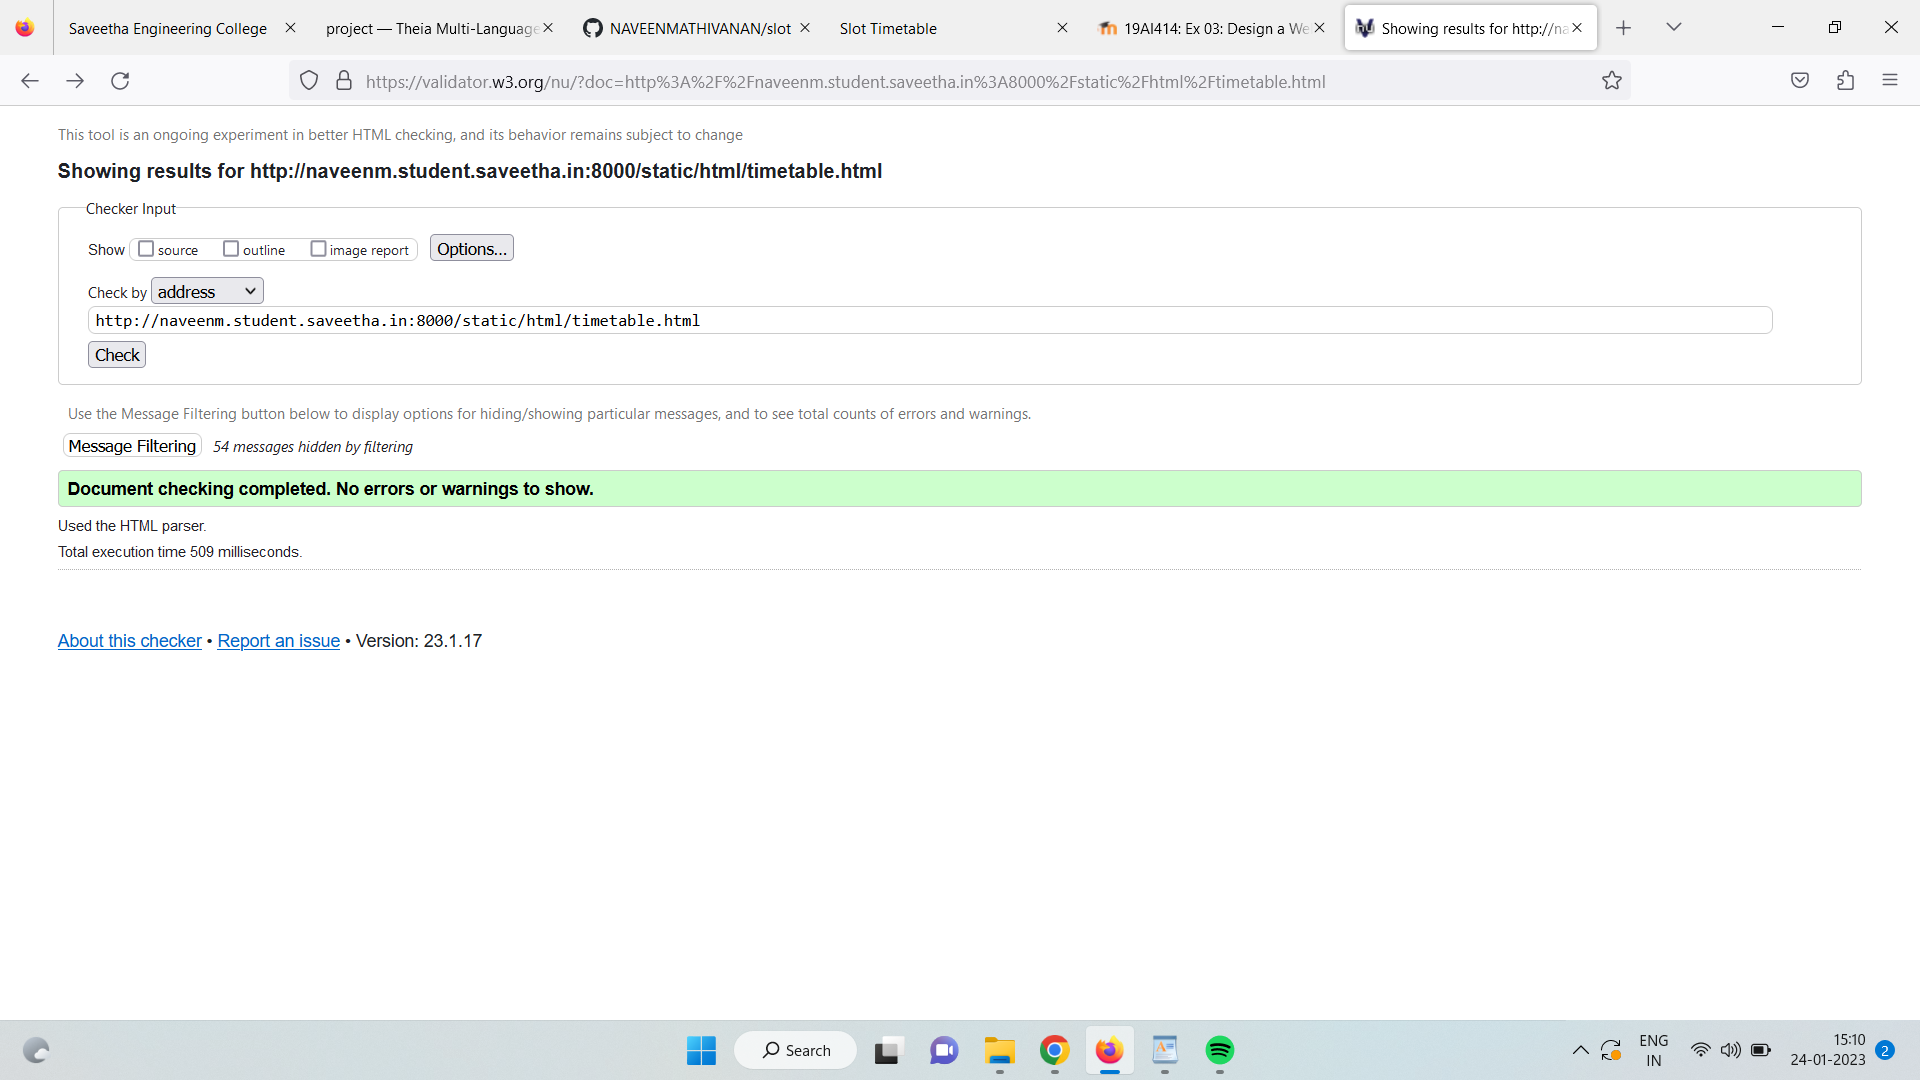 Saveetha Engineering College
project — Theia Multi-Language
NAVEENMATHIVANAN/slot
Slot Timetable
19AI414: Ex 03: Design a We
Showing results for http://na
https://validator.w3.org/nu/?doc=http%3A%2F%2Fnaveenm.student.saveetha.in%3A8000%2Fstatic%2Fhtml%2Ftimetable.html
This tool is an ongoing experiment in better HTML checking, and its behavior remains subject to change
Showing results for http://naveenm.student.saveetha.in:8000/static/html/timetable.html
Checker Input
Show source outline image report Options...
Check by address
http://naveenm.student.saveetha.in:8000/static/html/timetable.html
Check
Use the Message Filtering button below to display options for hiding/showing particular messages, and to see total counts of errors and warnings.
Message Filtering 54 messages hidden by filtering
Document checking completed. No errors or warnings to show.
Used the HTML parser.
Total execution time 509 milliseconds.
About this checker • Report an issue • Version: 23.1.17
Search
ENG
IN
15:10
24-01-2023
2